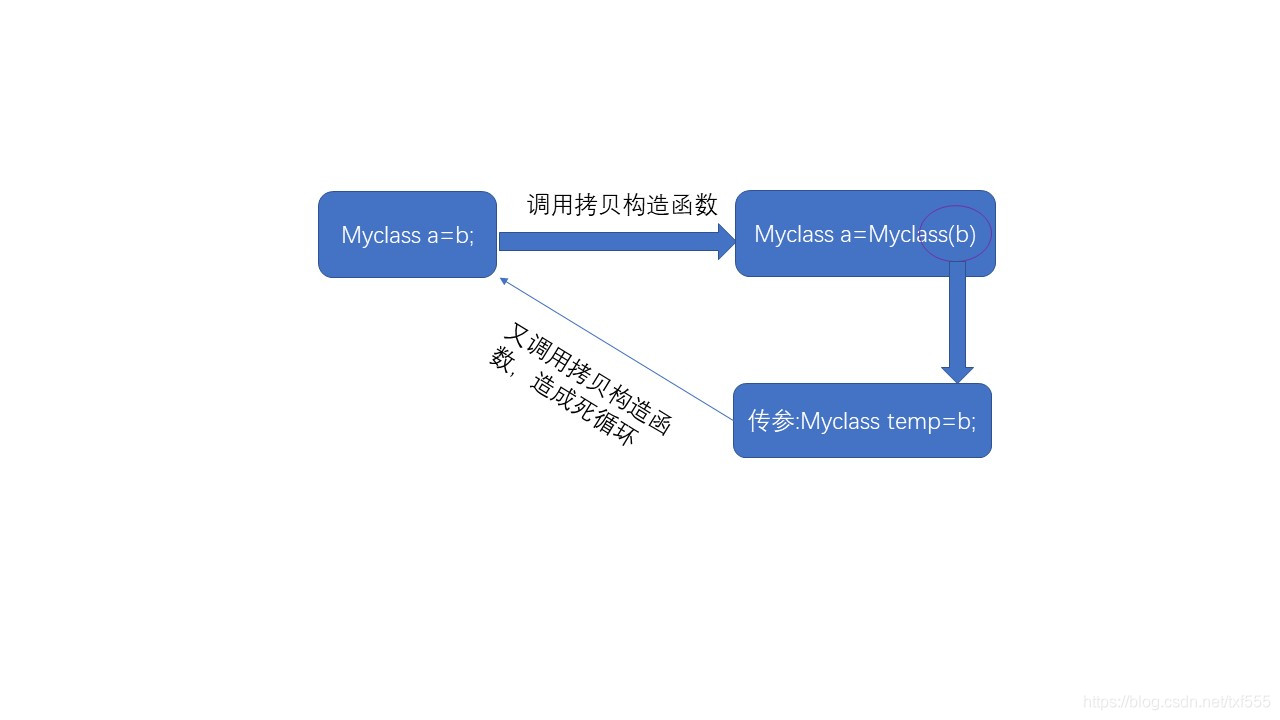 调用拷贝构造函数
Myclass a=b;
Myclass a=Myclass(b)
又调用拷贝构造函
数，造成死循环
传参:Myclass temp=b;
https://blog.csdn.net/txf555